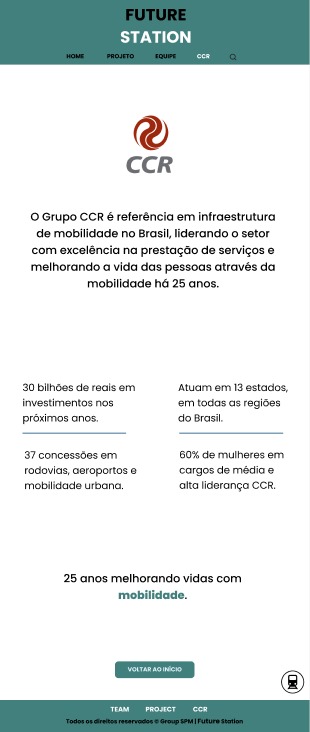 FUTURE
STATION
HOME PROJETO EQUIPE CCR
CCR
O Grupo CCR é referência em infraestrutura
de mobilidade no Brasil, liderando o setor
com excelência na prestação de serviços e
melhorando a vida das pessoas através da
mobilidade há 25 anos.
30 bilhões de reais em
investimentos nos
próximos anos.
Atuam em 13 estados,
em todas as regiões
do Brasil.
37 concessões em
rodovias, aeroportos e
mobilidade urbana.
60% de mulheres em
cargos de média e
alta liderança CCR.
25 anos melhorando vidas com
mobilidade.
VOLTAR AO INÍCIO
TEAM PROJECT CCR
Todos os direitos reservados © Group SPM | Future Station